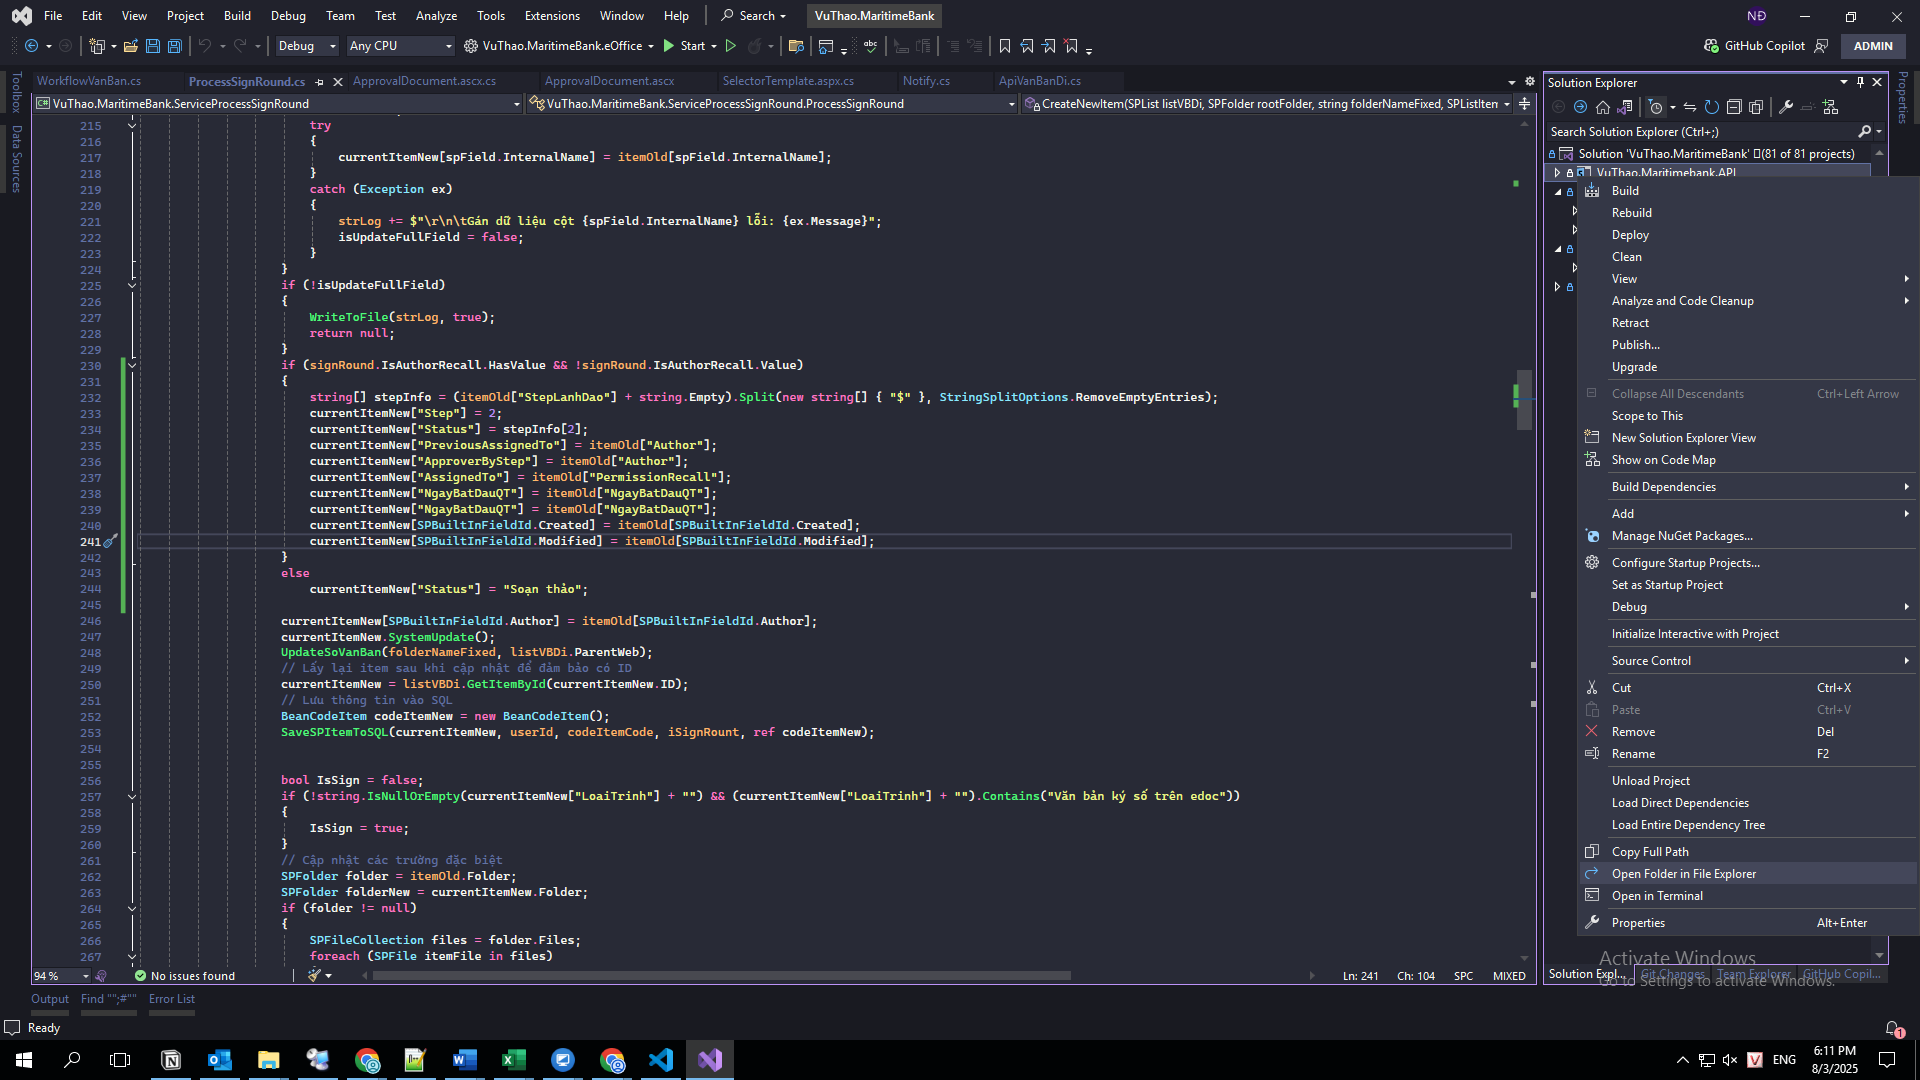 File Edit View Project Build Debug Team Test Analyze Tools Extensions Window Help Search VuThao.MaritimeBank NĐ
Debug Any CPU VuThao.MaritimeBank.eOffice Start GitHub Copilot ADMIN
WorkflowVanBan.cs ProcessSignRound.cs ApprovalDocument.ascx.cs ApprovalDocument.ascx SelectorTemplate.aspx.cs Notify.cs ApiVanBanDi.cs
VuThao.MaritimeBank.ServiceProcessSignRound VuThao.MaritimeBank.ServiceProcessSignRound.ProcessSignRound CreateNewItem(SPList listVBDi, SPFolder rootFolder, string folderNameFixed, SPListItem
Toolbox
Data Sources
215 try
216 {
217 currentItemNew[spField.InternalName] = itemOld[spField.InternalName];
218 }
219 catch (Exception ex)
220 {
221 strLog += $"\r\n\tGán dữ liệu cột {spField.InternalName} lỗi: {ex.Message}";
222 isUpdateFullField = false;
223 }
224 }
225 if (!isUpdateFullField)
226 {
227 WriteToFile(strLog, true);
228 return null;
229 }
230 if (signRound.IsAuthorRecall.HasValue && !signRound.IsAuthorRecall.Value)
231 {
232 string[] stepInfo = (itemOld["StepLanhDao"] + string.Empty).Split(new string[] { "$" }, StringSplitOptions.RemoveEmptyEntries);
233 currentItemNew["Step"] = 2;
234 currentItemNew["Status"] = stepInfo[2];
235 currentItemNew["PreviousAssignedTo"] = itemOld["Author"];
236 currentItemNew["ApproverByStep"] = itemOld["Author"];
237 currentItemNew["AssignedTo"] = itemOld["PermissionRecall"];
238 currentItemNew["NgayBatDauQT"] = itemOld["NgayBatDauQT"];
239 currentItemNew["NgayBatDauQT"] = itemOld["NgayBatDauQT"];
240 currentItemNew[SPBuiltInFieldId.Created] = itemOld[SPBuiltInFieldId.Created];
241 currentItemNew[SPBuiltInFieldId.Modified] = itemOld[SPBuiltInFieldId.Modified];
242 }
243 else
244 currentItemNew["Status"] = "Soạn thảo";
245
246 currentItemNew[SPBuiltInFieldId.Author] = itemOld[SPBuiltInFieldId.Author];
247 currentItemNew.SystemUpdate();
248 UpdateSoVanBan(folderNameFixed, listVBDi.ParentWeb);
249 // Lấy lại item sau khi cập nhật để đảm bảo có ID
250 currentItemNew = listVBDi.GetItemById(currentItemNew.ID);
251 // Lưu thông tin vào SQL
252 BeanCodeItem codeItemNew = new BeanCodeItem();
253 SaveSPItemToSQL(currentItemNew, userId, codeItemCode, iSignRount, ref codeItemNew);
254
255
256 bool IsSign = false;
257 if (!string.IsNullOrEmpty(currentItemNew["LoaiTrinh"] + "") && (currentItemNew["LoaiTrinh"] + "").Contains("Văn bản ký số trên edoc"))
258 {
259 IsSign = true;
260 }
261 // Cập nhật các trường đặc biệt
262 SPFolder folder = itemOld.Folder;
263 SPFolder folderNew = currentItemNew.Folder;
264 if (folder != null)
265 {
266 SPFileCollection files = folder.Files;
267 foreach (SPFile itemFile in files)
94 % No issues found Ln: 241 Ch: 104 SPC MIXED
Solution Explorer
Search Solution Explorer (Ctrl+;)
Solution 'VuThao.MaritimeBank' (81 of 81 projects)
VuThao.Maritimebank.API
Properties
Build
Rebuild
Deploy
Clean
View
Analyze and Code Cleanup
Retract
Publish...
Upgrade
Collapse All Descendants Ctrl+Left Arrow
Scope to This
New Solution Explorer View
Show on Code Map
Build Dependencies
Add
Manage NuGet Packages...
Configure Startup Projects...
Set as Startup Project
Debug
Initialize Interactive with Project
Source Control
Cut Ctrl+X
Paste Ctrl+V
Remove Del
Rename F2
Unload Project
Load Direct Dependencies
Load Entire Dependency Tree
Copy Full Path
Open Folder in File Explorer
Open in Terminal
Properties Alt+Enter
Activate Windows
Go to Settings to activate Windows.
Solution Expl... Git Changes Team Explorer GitHub Copil...
Output Find "";#"" Error List
Ready 1
ENG 6:11 PM
8/3/2025